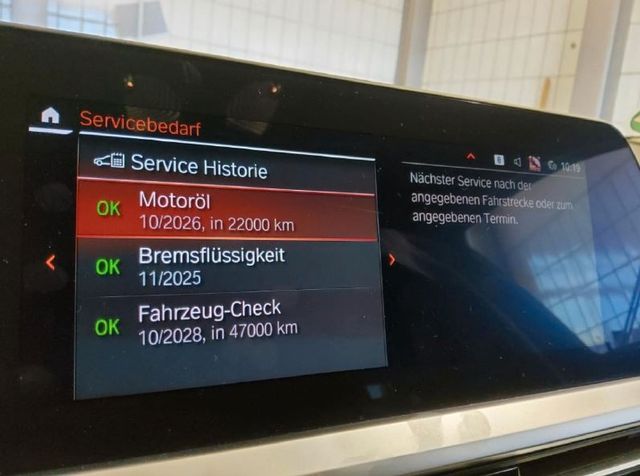 Servicebedarf
Service Historie
OK Motoröl
10/2026, in 22000 km
OK Bremsflüssigkeit
11/2025
OK Fahrzeug-Check
10/2028, in 47000 km
10:19
Nächster Service nach der
angegebenen Fahrstrecke oder zum
angegebenen Termin.